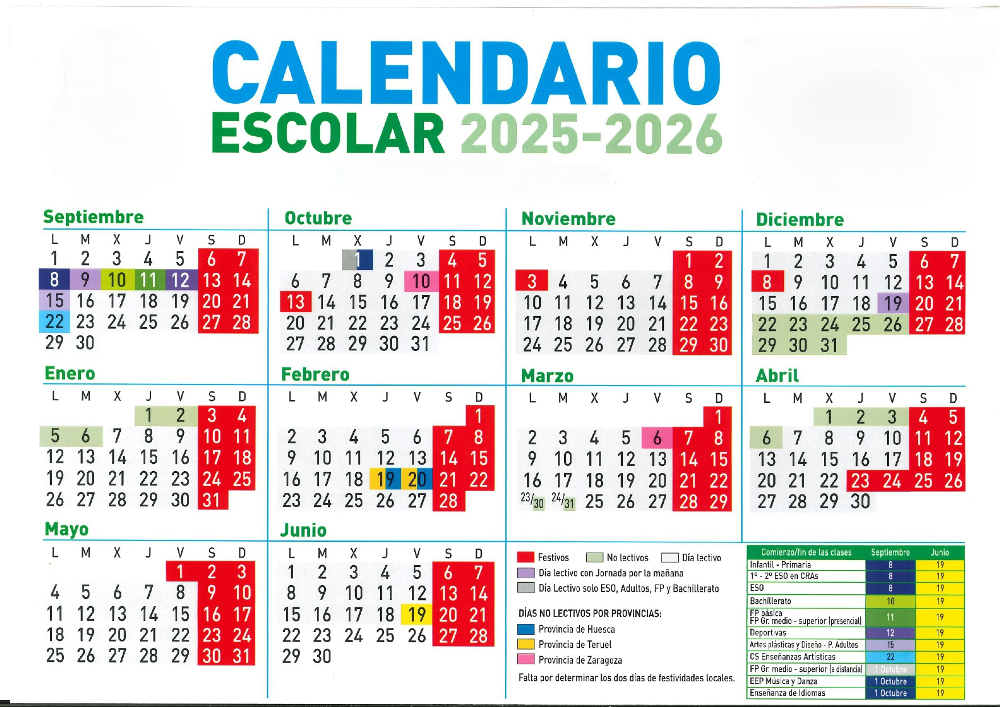 CALENDARIO
ESCOLAR 2025-2026
Septiembre
L M X J V S D
1 2 3 4 5 6 7
8 9 10 11 12 13 14
15 16 17 18 19 20 21
22 23 24 25 26 27 28
29 30
Octubre
L M X J V S D
1 2 3 4 5
6 7 8 9 10 11 12
13 14 15 16 17 18 19
20 21 22 23 24 25 26
27 28 29 30 31
Noviembre
L M X J V S D
1 2
3 4 5 6 7 8 9
10 11 12 13 14 15 16
17 18 19 20 21 22 23
24 25 26 27 28 29 30
Diciembre
L M X J V S D
1 2 3 4 5 6 7
8 9 10 11 12 13 14
15 16 17 18 19 20 21
22 23 24 25 26 27 28
29 30 31
Enero
L M X J V S D
1 2 3 4
5 6 7 8 9 10 11
12 13 14 15 16 17 18
19 20 21 22 23 24 25
26 27 28 29 30 31
Febrero
L M X J V S D
1
2 3 4 5 6 7 8
9 10 11 12 13 14 15
16 17 18 19 20 21 22
23 24 25 26 27 28
Marzo
L M X J V S D
1
2 3 4 5 6 7 8
9 10 11 12 13 14 15
16 17 18 19 20 21 22
23/30 24/31 25 26 27 28 29
Abril
L M X J V S D
1 2 3 4 5
6 7 8 9 10 11 12
13 14 15 16 17 18 19
20 21 22 23 24 25 26
27 28 29 30
Mayo
L M X J V S D
1 2 3
4 5 6 7 8 9 10
11 12 13 14 15 16 17
18 19 20 21 22 23 24
25 26 27 28 29 30 31
Junio
L M X J V S D
1 2 3 4 5 6 7
8 9 10 11 12 13 14
15 16 17 18 19 20 21
22 23 24 25 26 27 28
29 30
Festivos No lectivos Día lectivo
Día lectivo con Jornada por la mañana
Día Lectivo solo ESO, Adultos, FP y Bachillerato
DÍAS NO LECTIVOS POR PROVINCIAS:
Provincia de Huesca
Provincia de Teruel
Provincia de Zaragoza
Falta por determinar los dos días de festividades locales.
Comienzo/fin de las clases Septiembre Junio
Infantil - Primaria 8 19
1º - 2º ESO en CRAs 8 19
ESO 8 19
Bachillerato 10 19
FP básica
FP Gr. medio - superior (presencial) 11 19
Deportivas 12 19
Artes plásticas y Diseño - P. Adultos 15 19
CS Enseñanzas Artísticas 22 19
FP Gr. medio - superior (a distancia) 1 Octubre 19
EEP Música y Danza 1 Octubre 19
Enseñanza de Idiomas 1 Octubre 19